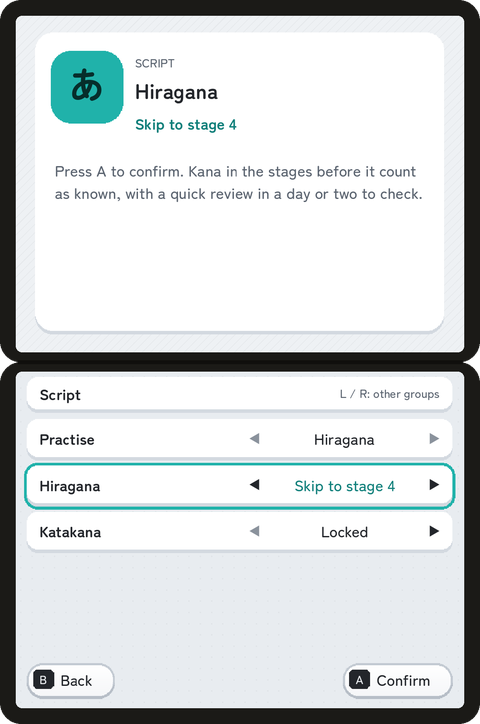 あ
SCRIPT
Hiragana
Skip to stage 4
Press A to confirm. Kana in the stages before it count
as known, with a quick review in a day or two to check.
Script
L / R: other groups
Practise
Hiragana
Hiragana
Skip to stage 4
Katakana
Locked
B Back
A Confirm